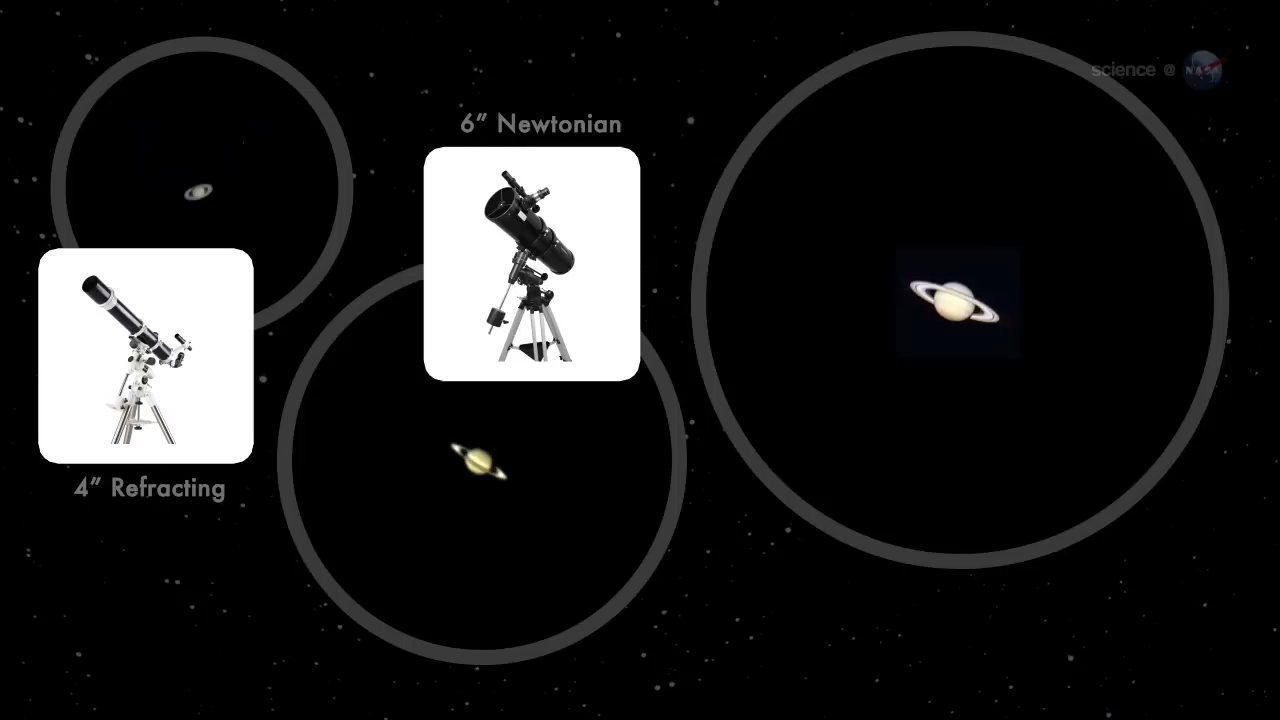 science @ NASA
6” Newtonian
4” Refracting